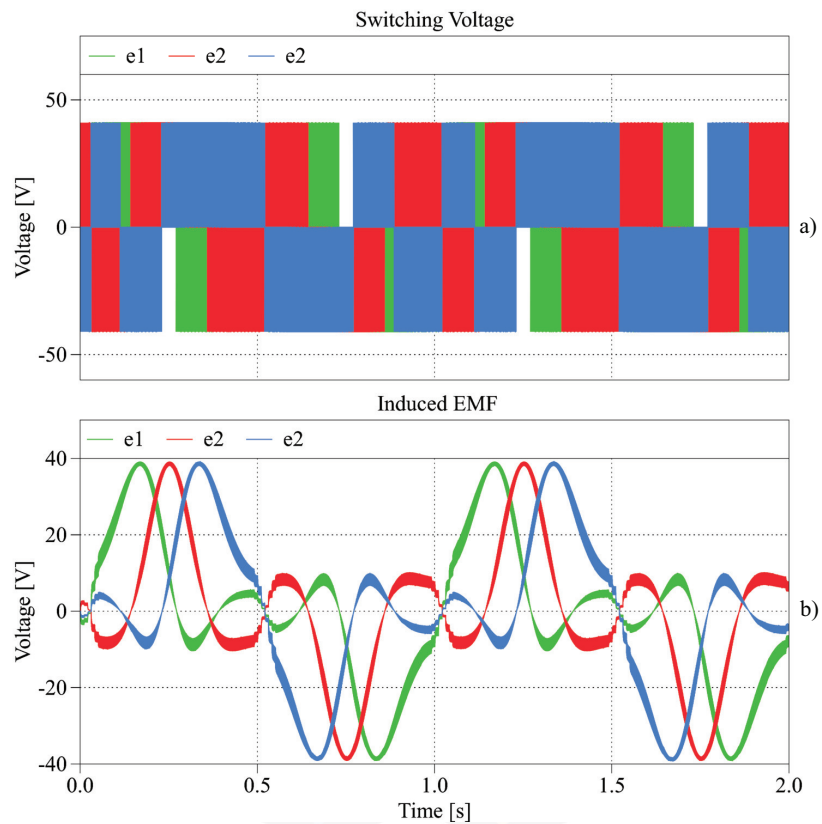 Switching Voltage
e1 e2 e2
50
0
-50
Voltage [V]
a)
Induced EMF
e1 e2 e2
40
20
0
-20
-40
Voltage [V]
b)
0.0 0.5 1.0 1.5 2.0
Time [s]